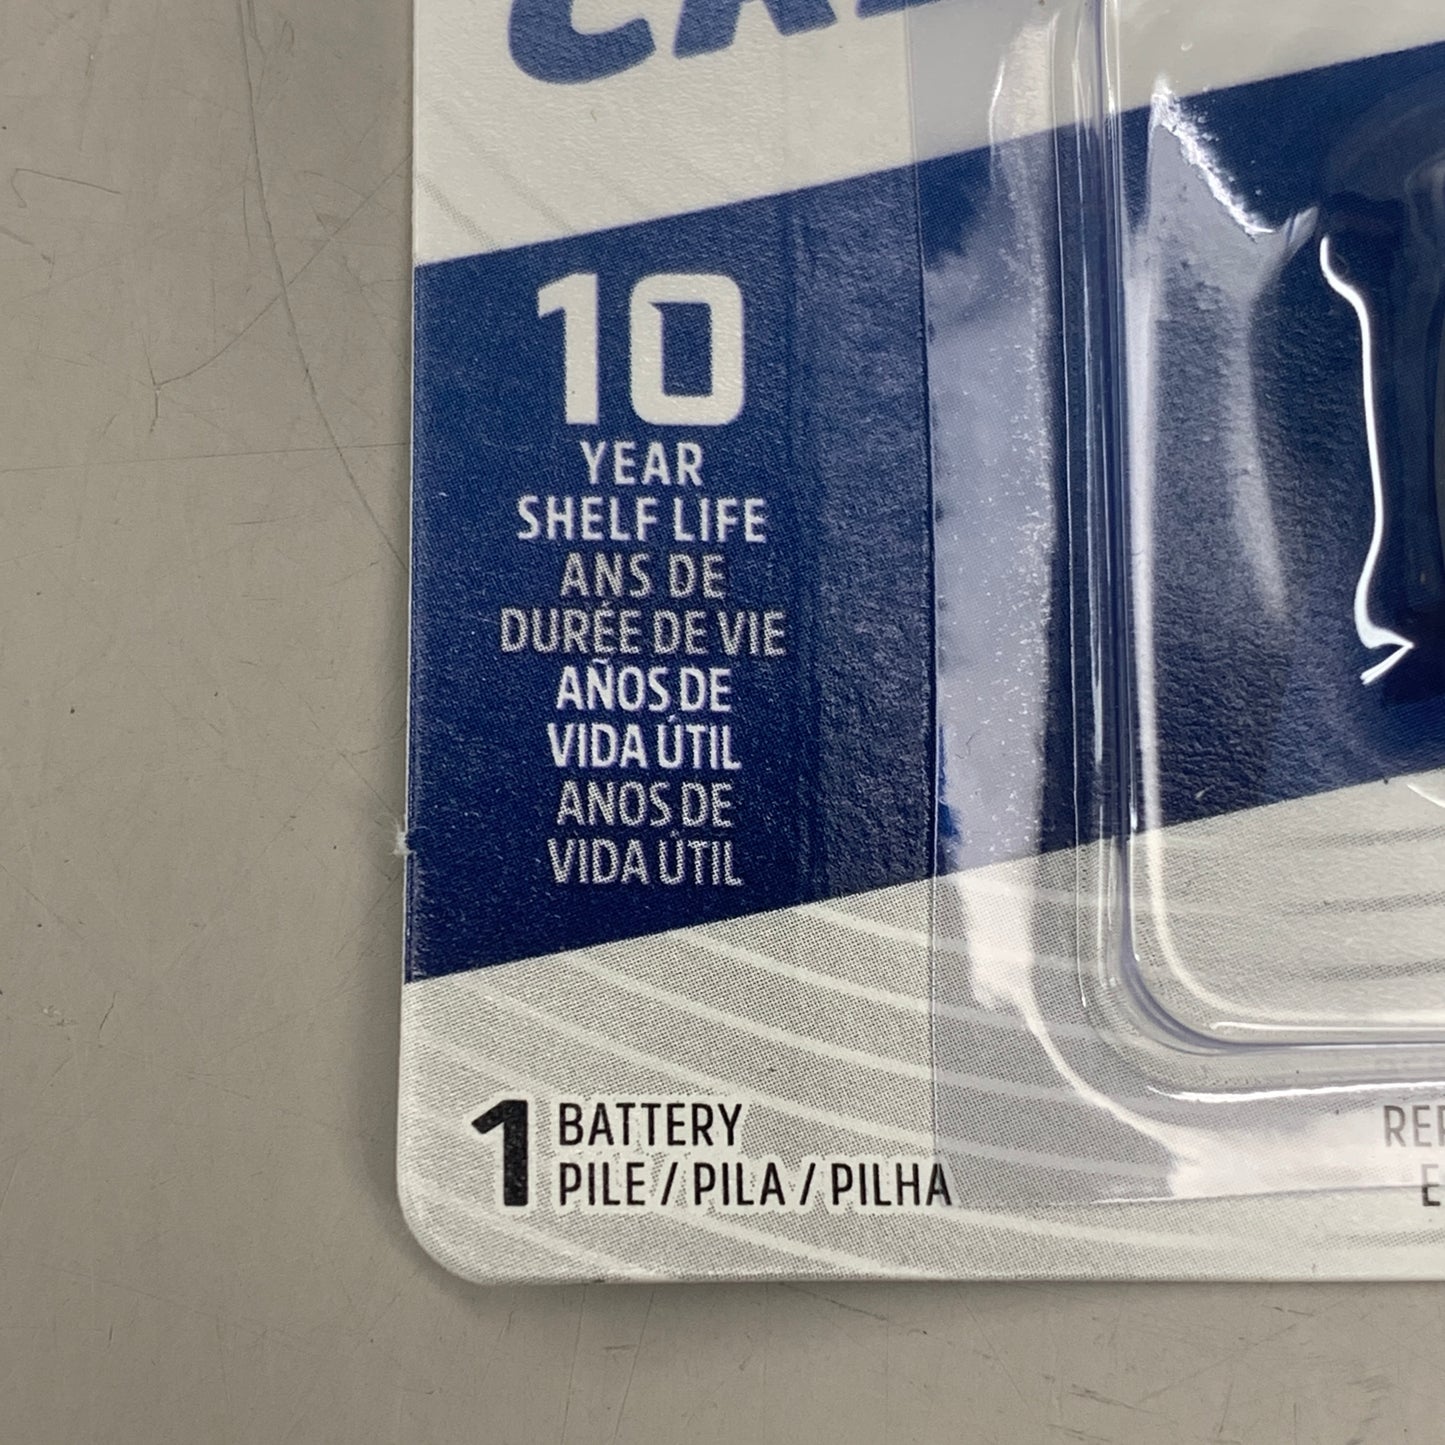 10
YEAR
SHELF LIFE
ANS DE
DURÉE DE VIE
AÑOS DE
VIDA ÚTIL
ANOS DE
VIDA ÚTIL
1 BATTERY
PILE / PILA / PILHA